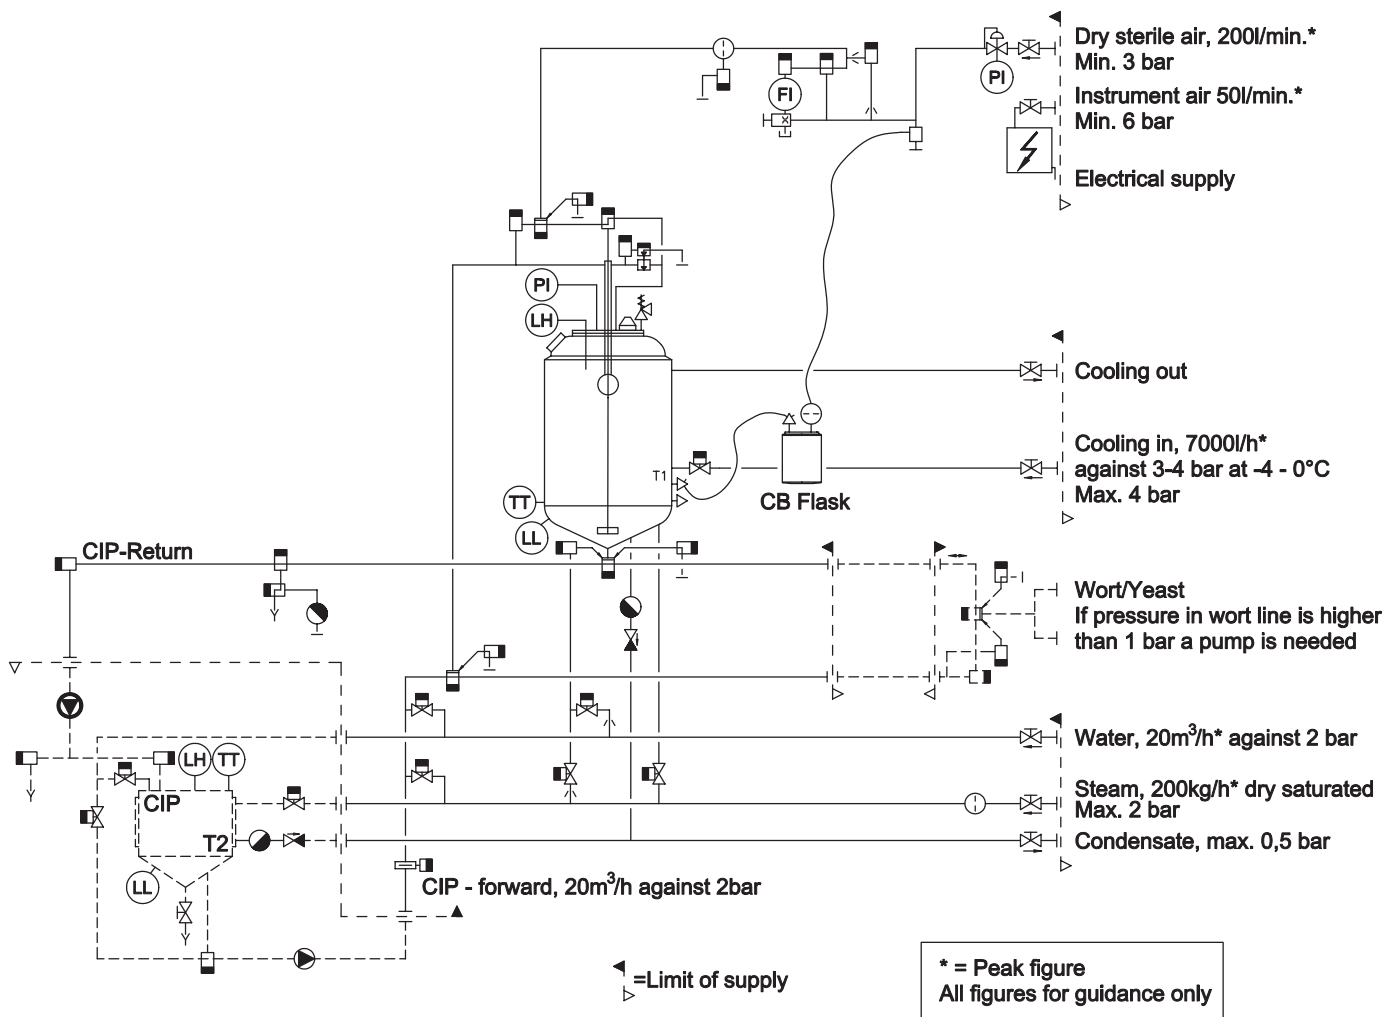 Dry sterile air, 200l/min.*
Min. 3 bar
FI
PI
Instrument air 50l/min.*
Min. 6 bar
Electrical supply
PI
LH
Cooling out
Cooling in, 7000l/h*
against 3-4 bar at -4 - 0°C
Max. 4 bar
T1
CB Flask
TT
LL
CIP-Return
Wort/Yeast
If pressure in wort line is higher
than 1 bar a pump is needed
Water, 20m³/h* against 2 bar
LH
TT
CIP
Steam, 200kg/h* dry saturated
Max. 2 bar
T2
Condensate, max. 0,5 bar
LL
CIP - forward, 20m³/h against 2bar
=Limit of supply
* = Peak figure
All figures for guidance only